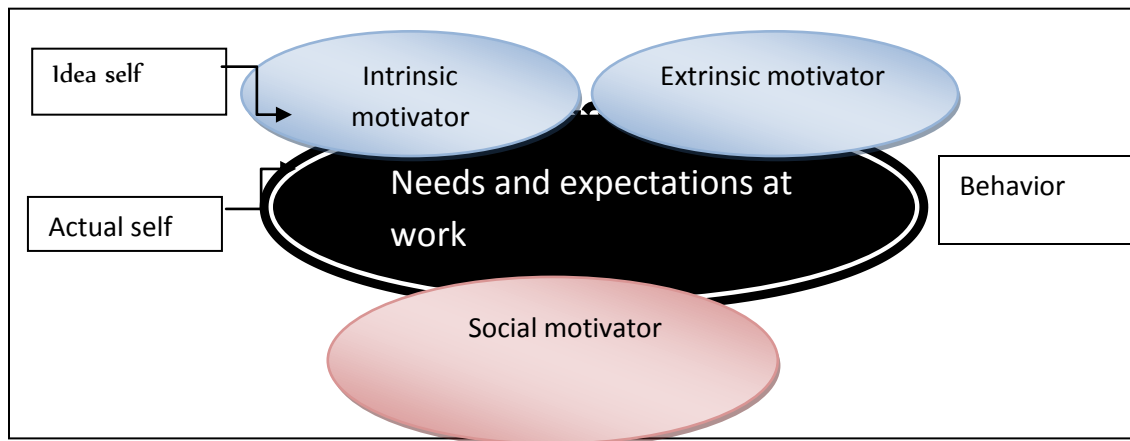 Idea self
Intrinsic
motivator
Extrinsic motivator
Needs and expectations at
work
Behavior
Actual self
Social motivator